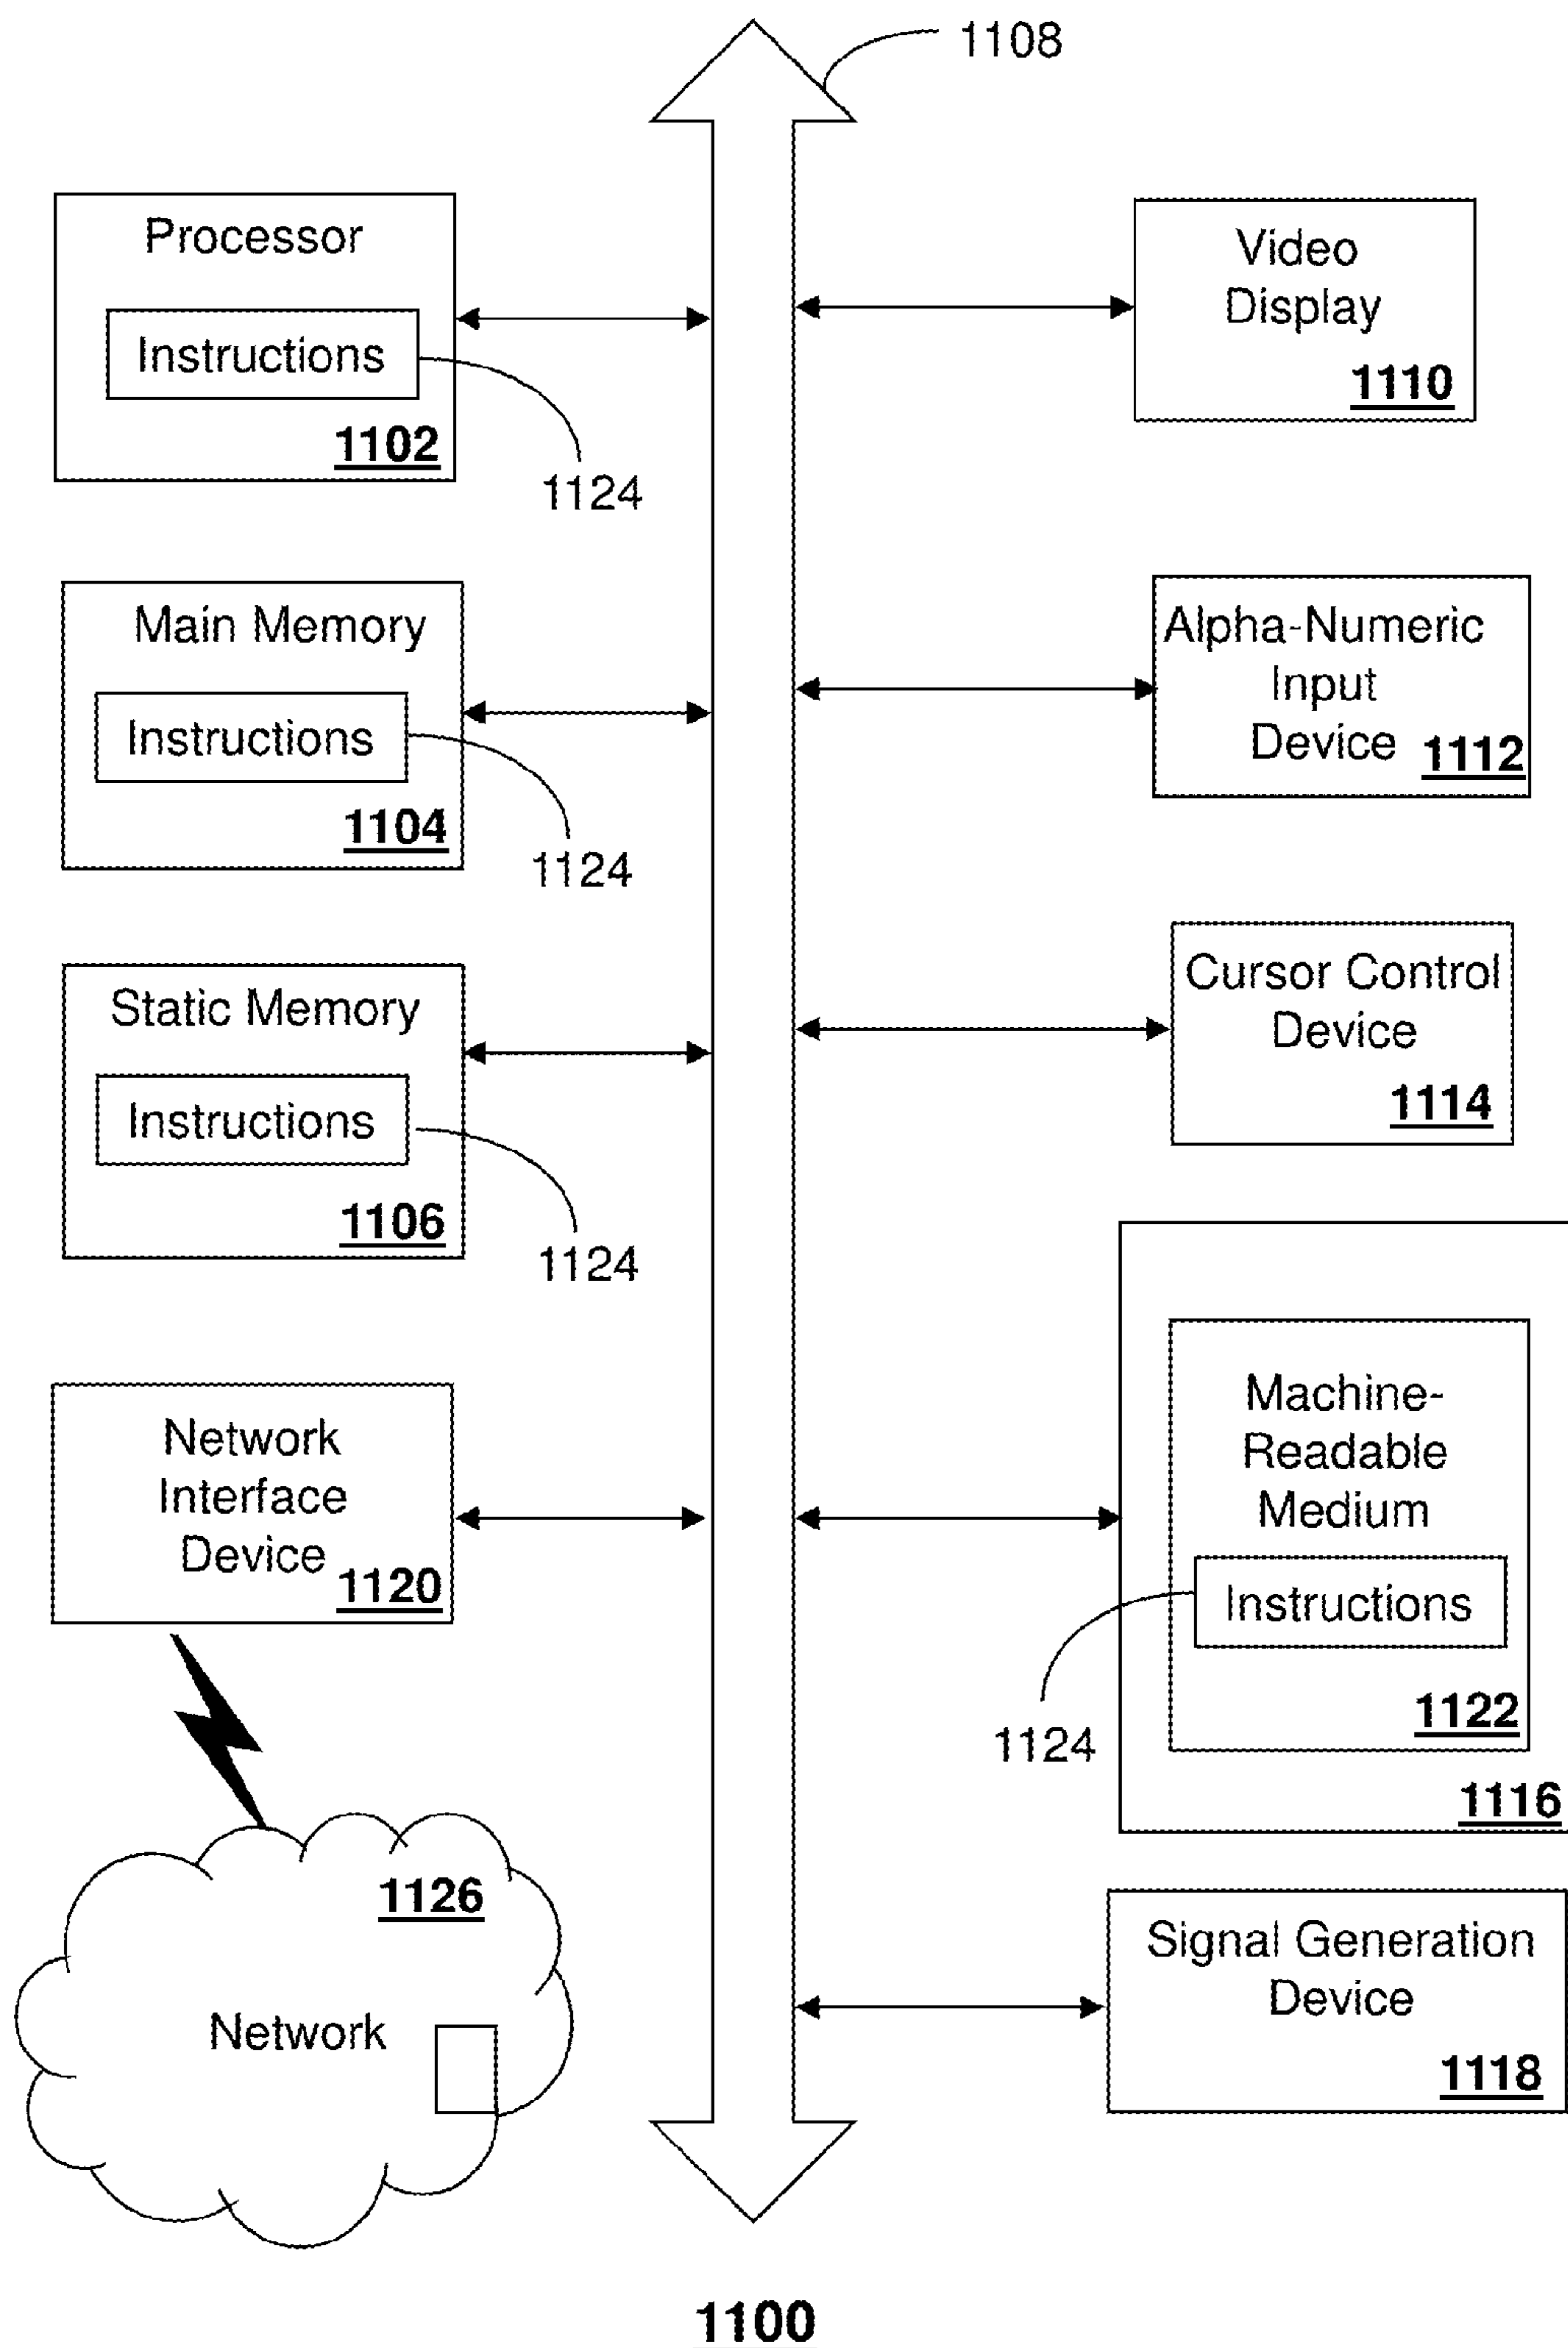 1108
Processor
Instructions
1102
1124
Main Memory
Instructions
1104
1124
Static Memory
Instructions
1106
1124
Network
Interface
Device
1120
1126
Network
Video
Display
1110
Alpha-Numeric
Input
Device 1112
Cursor Control
Device
1114
Machine-
Readable
Medium
Instructions
1122
1124
1116
Signal Generation
Device
1118
1100